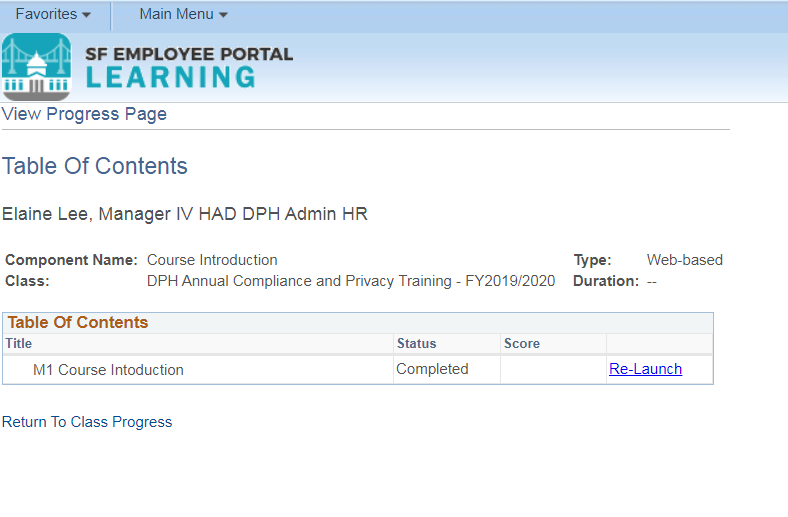 Favorites Main Menu
SF EMPLOYEE PORTAL
LEARNING
View Progress Page
Table Of Contents
Elaine Lee, Manager IV HAD DPH Admin HR
Component Name: Course Introduction Type: Web-based
Class: DPH Annual Compliance and Privacy Training - FY2019/2020 Duration: --
Table Of Contents
Title Status Score
M1 Course Intoduction Completed Re-Launch
Return To Class Progress